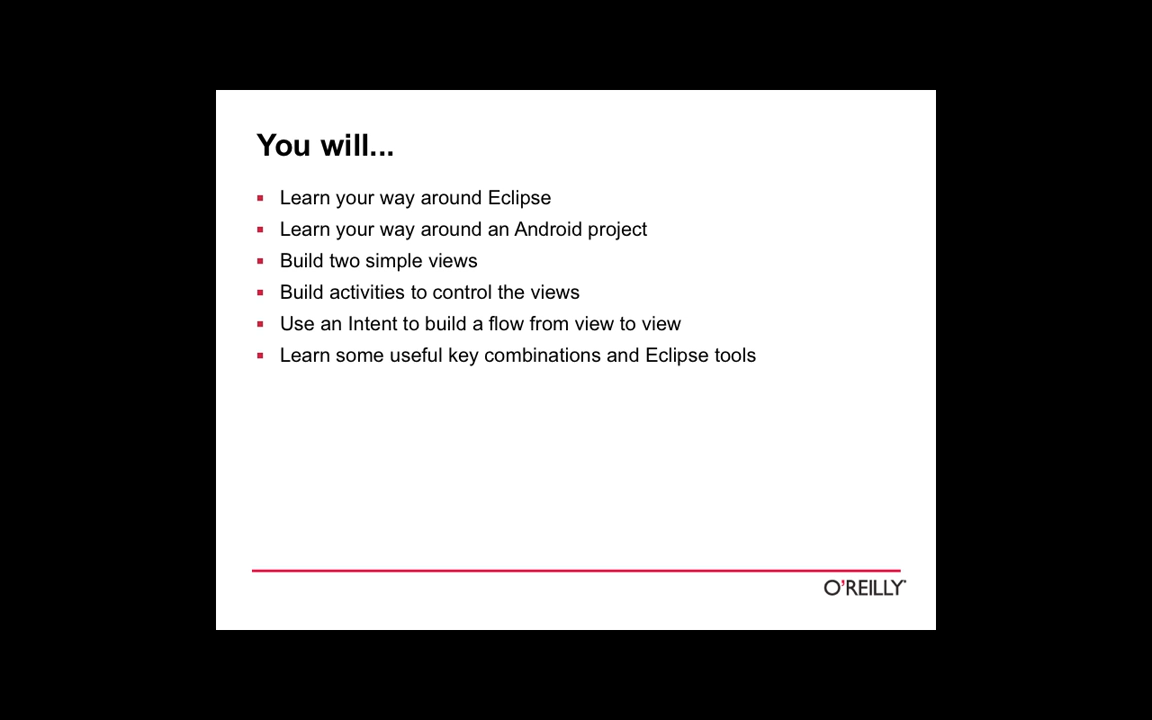 You will...
Learn your way around Eclipse
Learn your way around an Android project
Build two simple views
Build activities to control the views
Use an Intent to build a flow from view to view
Learn some useful key combinations and Eclipse tools
O'REILLY